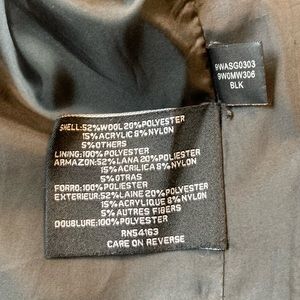 9WASG0303
9W0MW306
BLK
SHELL:52%WOOL 20%POLYESTER
15%ACRYLIC 8%NYLON
5%OTHERS
LINING:100%POLYESTER
ARMAZON:52%LANA 20%POLYESTER
15%ACRILICA 8%NYLON
5%OTRAS
FORRO:100%POLYESTER
EXTERIEUR:52%LAINE 20%POLYESTER
15%ACRYLIQUE 8%NYLON
5%AUTRES FIBERS
DOUBLURE:100%POLYESTER
RN54163
CARE ON REVERSE